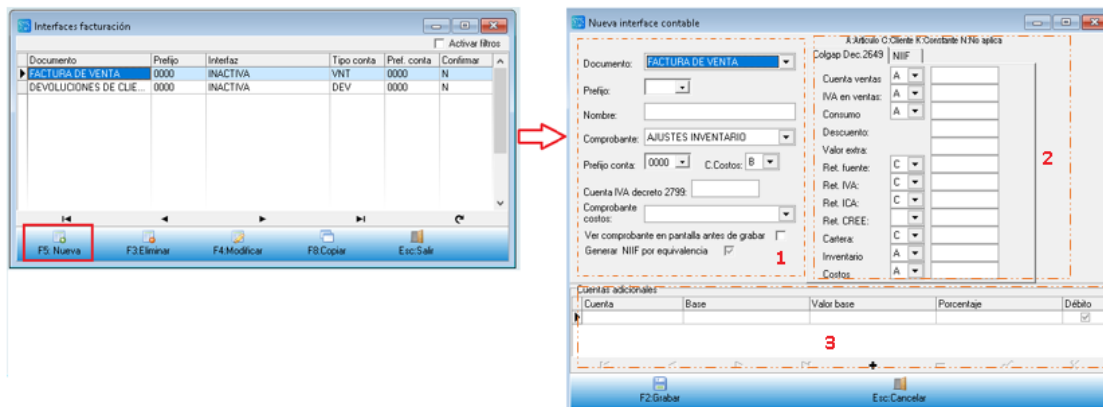 Interfaces facturación
Activar filtros
Documento Prefijo Interfaz Tipo conta Pref. conta Confirmar
FACTURA DE VENTA 0000 INACTIVA VNT 0000 N
DEVOLUCIONES DE CLIE... 0000 INACTIVA DEV 0000 N
F5: Nueva F3:Eliminar F4:Modificar F8:Copiar Esc:Salir
Nueva interface contable
Documento: FACTURA DE VENTA
Prefijo:
Nombre:
Comprobante: AJUSTES INVENTARIO
Prefijo conta: 0000 C.Costos: B
Cuenta IVA decreto 2799:
Comprobante costos:
Ver comprobante en pantalla antes de grabar
Generar NIIF por equivalencia
1
A:Articulo C:Cliente K:Constante N:No aplica
Colgap Dec.2649 NIIF
Cuenta ventas A
IVA en ventas: A
Consumo A
Descuento:
Valor extra:
Ret. fuente: C
Ret. IVA: C
Ret. ICA: C
Ret. CREE:
Cartera: C
Inventario A
Costos A
2
Cuentas adicionales
Cuenta Base Valor base Porcentaje Débito
3
F2:Grabar Esc:Cancelar